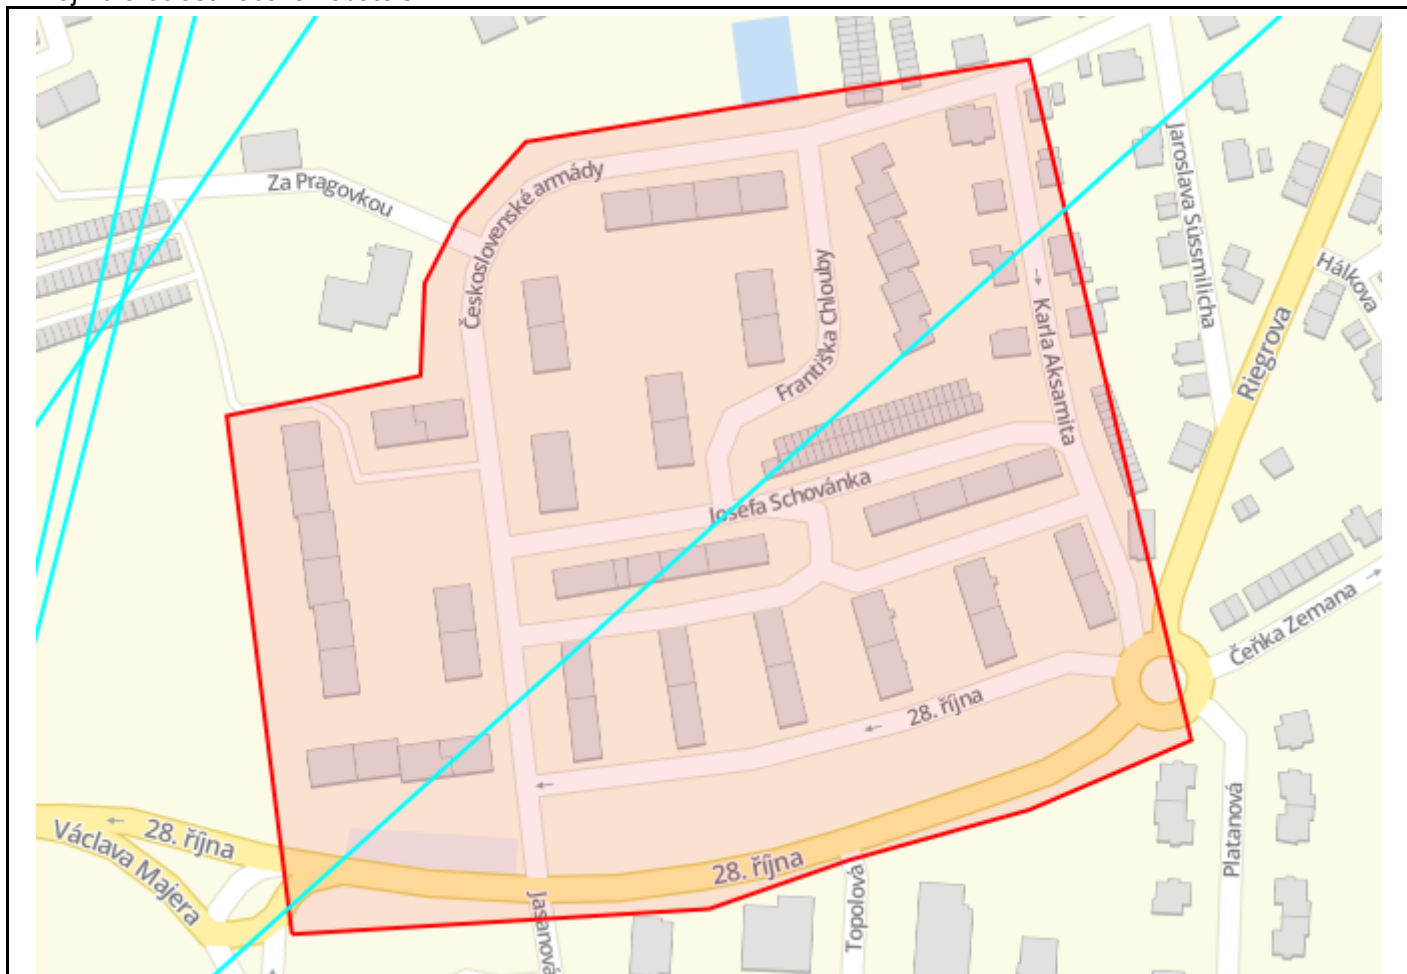 Za Pragovkou
Československé armády
Jaroslava Süssmilicha
Hálkova
Františka Chlouby
Karla Aksamita
Riegrova
Josefa Schovánka
Čeňka Zemana
28. října
28. října
Václava Majera
28. října
Jasanová
Topolová
Platanová